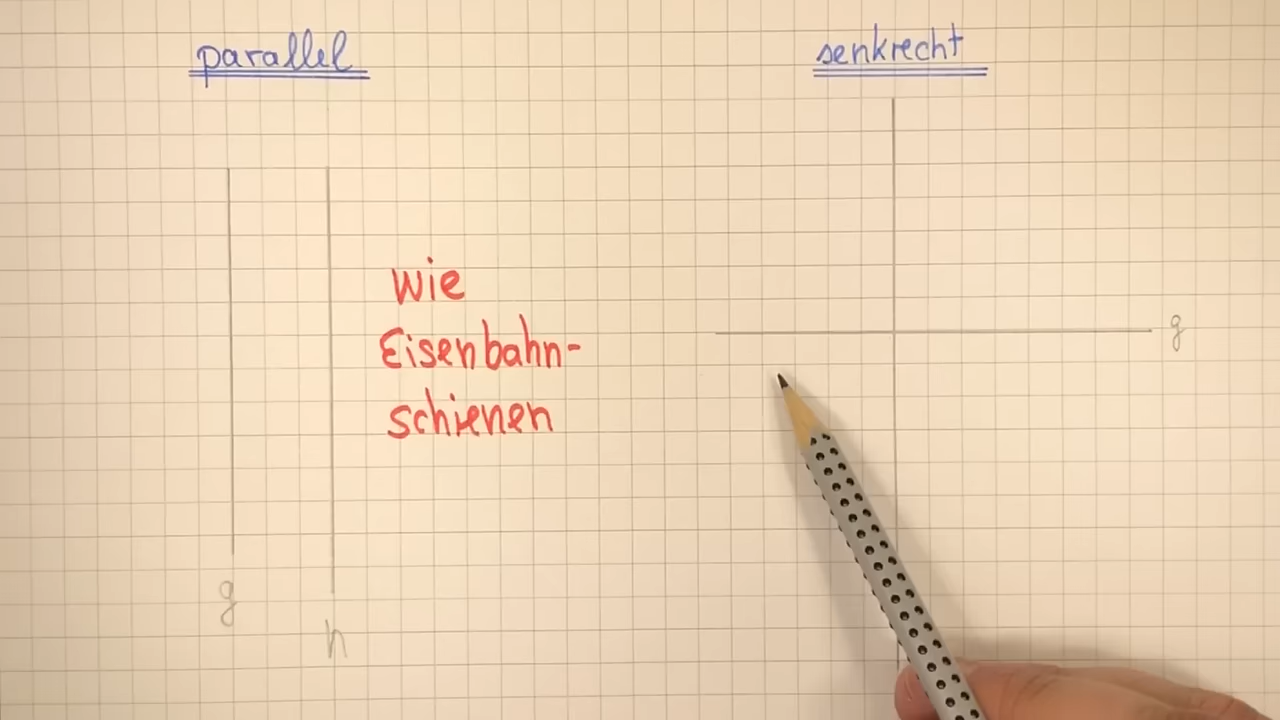 parallel
senkrecht
wie
Eisenbahn-
schienen
g
g
h